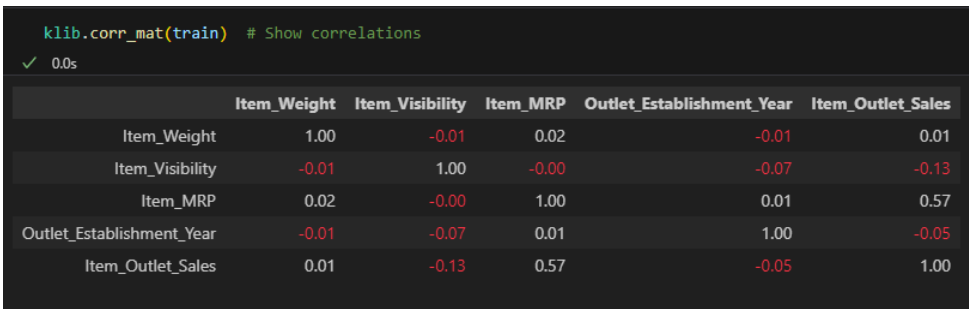 klib.corr_mat(train)  # Show correlations
✓ 0.0s
Item_Weight Item_Visibility Item_MRP Outlet_Establishment_Year Item_Outlet_Sales
Item_Weight 1.00 -0.01 0.02 -0.01 0.01
Item_Visibility -0.01 1.00 -0.00 -0.07 -0.13
Item_MRP 0.02 -0.00 1.00 0.01 0.57
Outlet_Establishment_Year -0.01 -0.07 0.01 1.00 -0.05
Item_Outlet_Sales 0.01 -0.13 0.57 -0.05 1.00